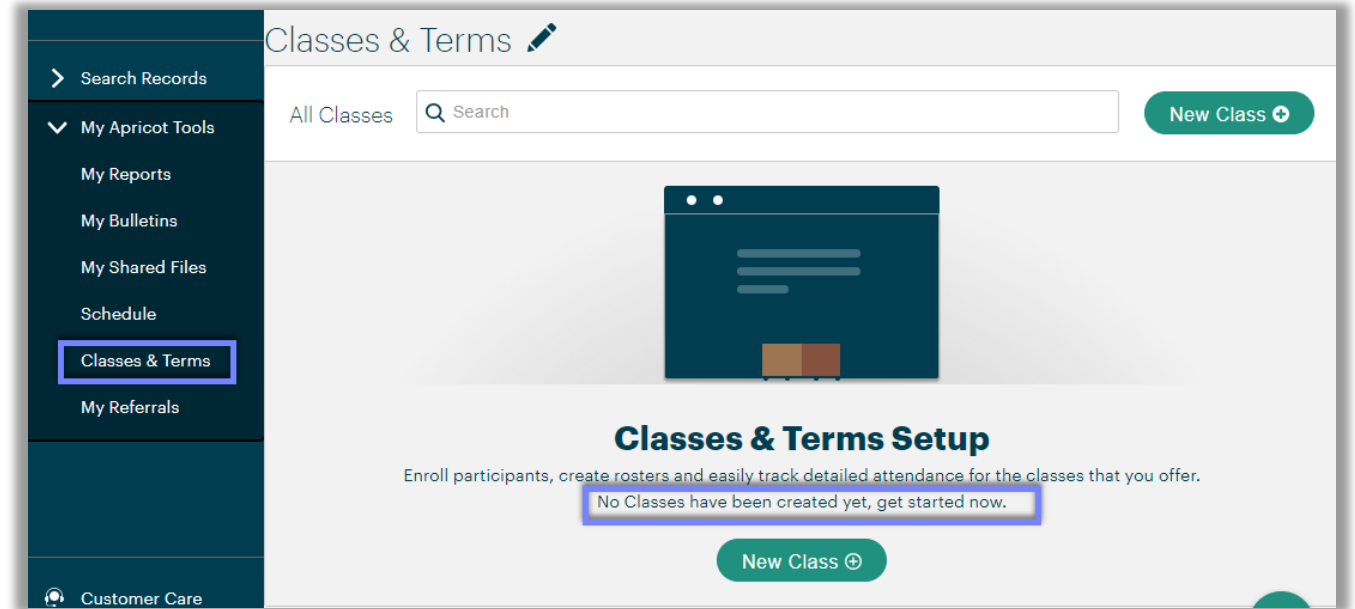 Classes & Terms
Search Records
My Apricot Tools
My Reports
My Bulletins
My Shared Files
Schedule
Classes & Terms
My Referrals
Customer Care
All Classes
Search
New Class
Classes & Terms Setup
Enroll participants, create rosters and easily track detailed attendance for the classes that you offer.
No Classes have been created yet, get started now.
New Class